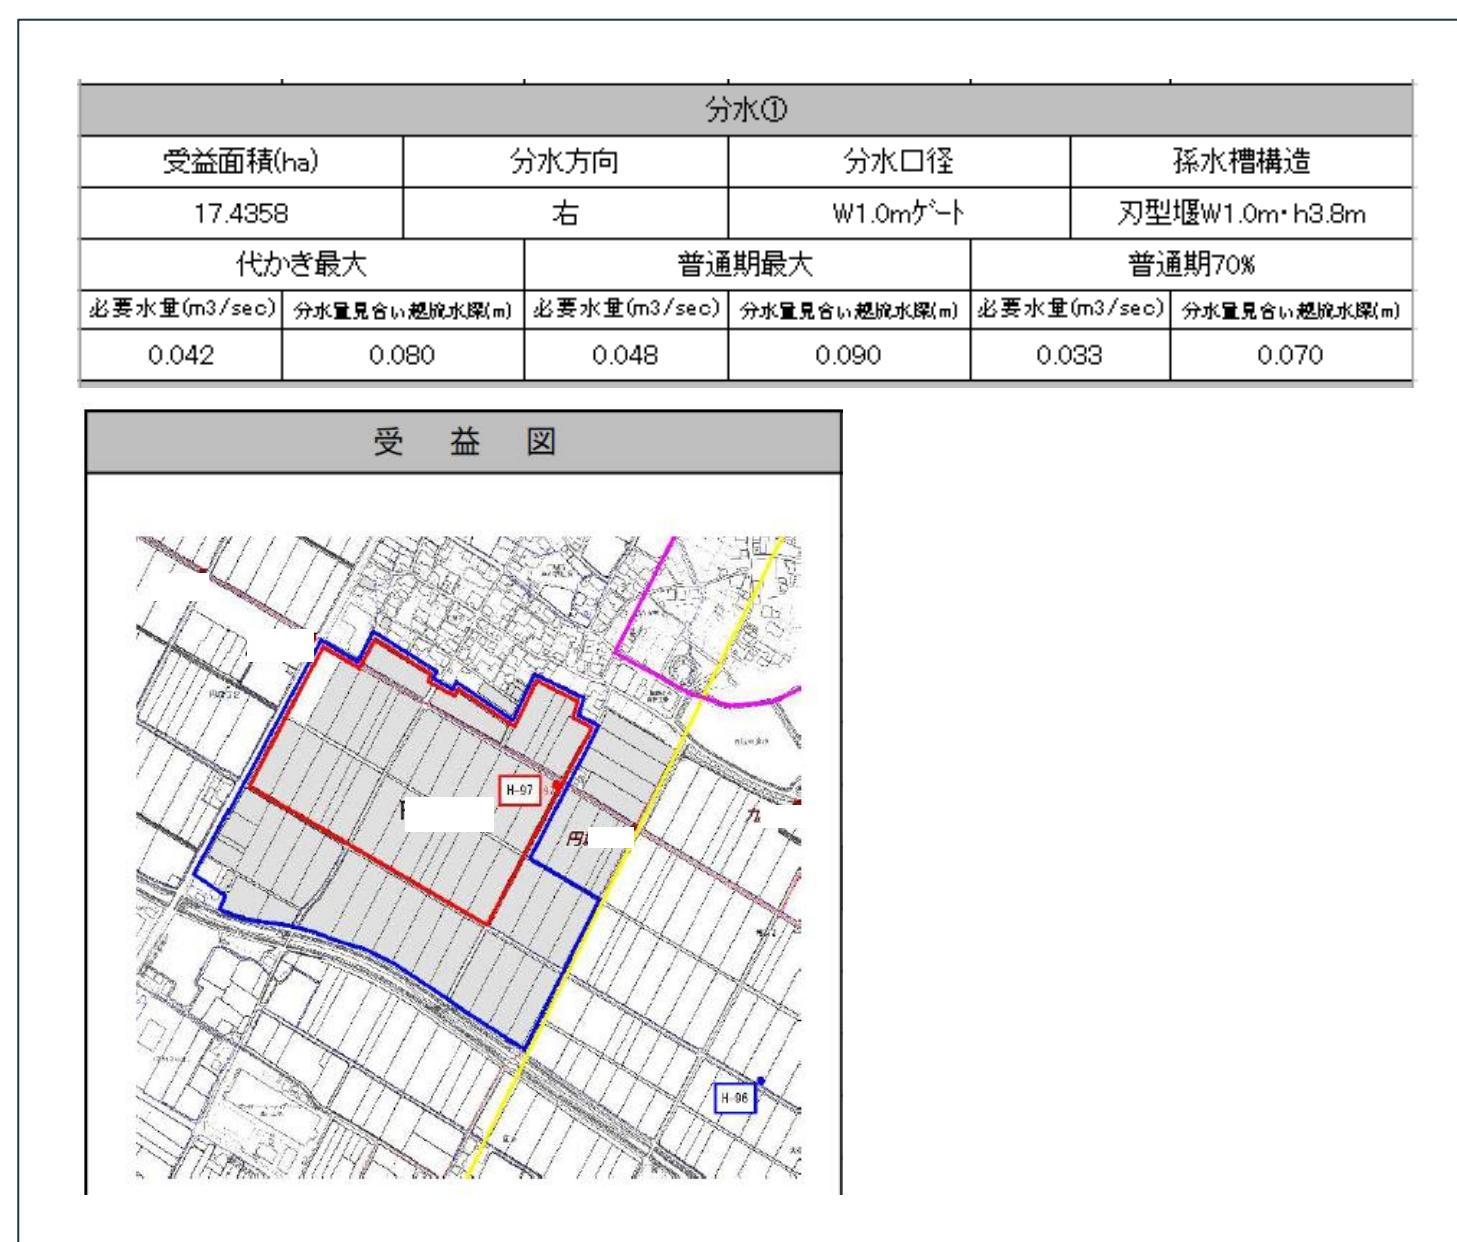 分水①
受益面積(ha) 分水方向 分水口径 孫水槽構造
17.4358 右 W1.0mｹﾞｰﾄ 刃型堰W1.0m･h3.8m
代かき最大 普通期最大 普通期70%
必要水量(m3/sec) 分水量見合い越流水深(m) 必要水量(m3/sec) 分水量見合い越流水深(m) 必要水量(m3/sec) 分水量見合い越流水深(m)
0.042 0.080 0.048 0.090 0.033 0.070
受 益 図
H-97
円
九
H-96